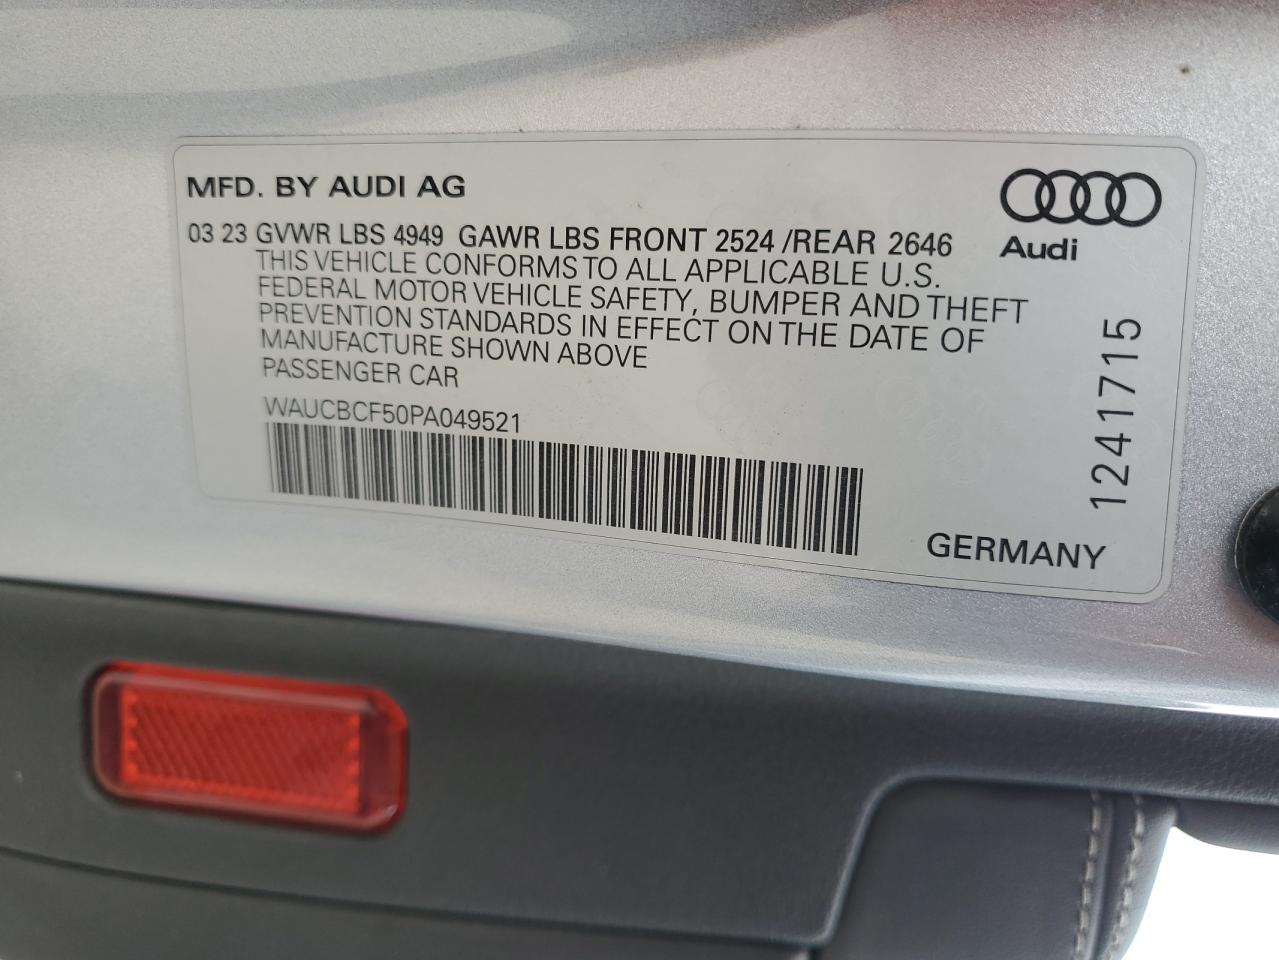 MFD. BY AUDI AG
03 23 GVWR LBS 4949 GAWR LBS FRONT 2524 /REAR 2646
THIS VEHICLE CONFORMS TO ALL APPLICABLE U.S.
FEDERAL MOTOR VEHICLE SAFETY, BUMPER AND THEFT
PREVENTION STANDARDS IN EFFECT ON THE DATE OF
MANUFACTURE SHOWN ABOVE
PASSENGER CAR
WAUCBCF50PA049521
Audi
1241715
GERMANY